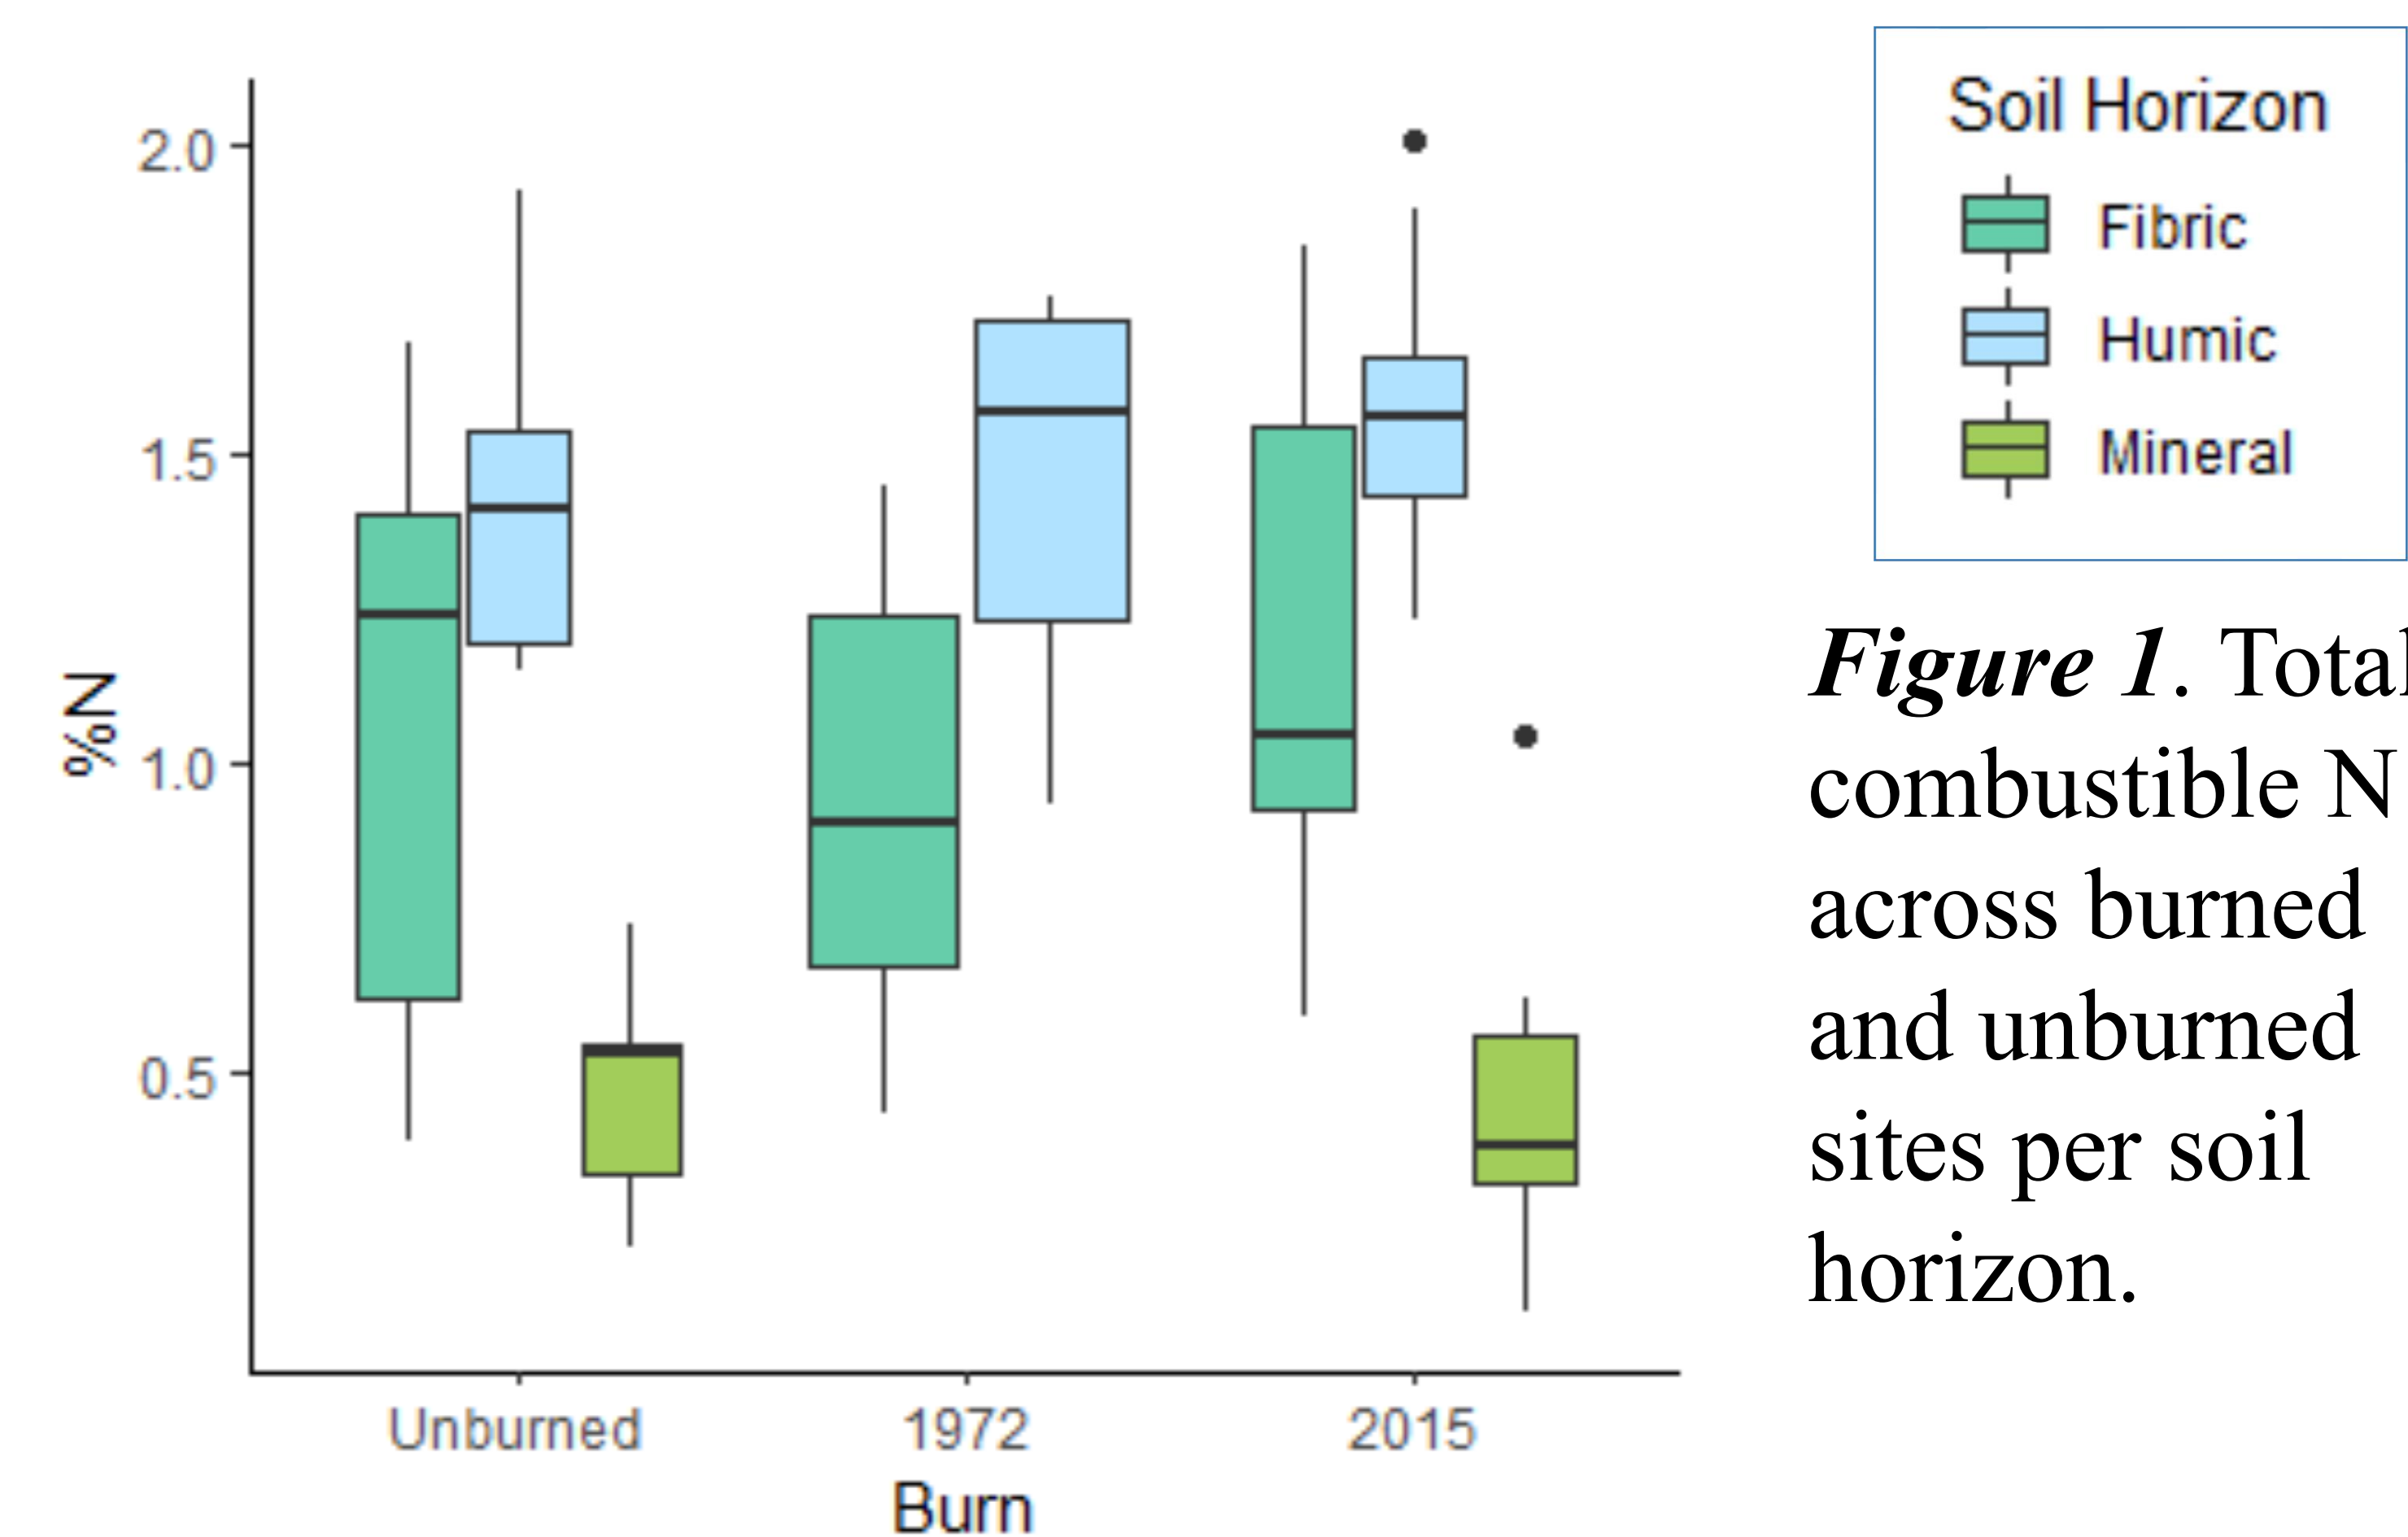 2.0
1.5
1.0
0.5
%N
Unburned 1972 2015
Burn
Soil Horizon
Fibric
Humic
Mineral
Figure 1. Total
combustible N
across burned
and unburned
sites per soil
horizon.